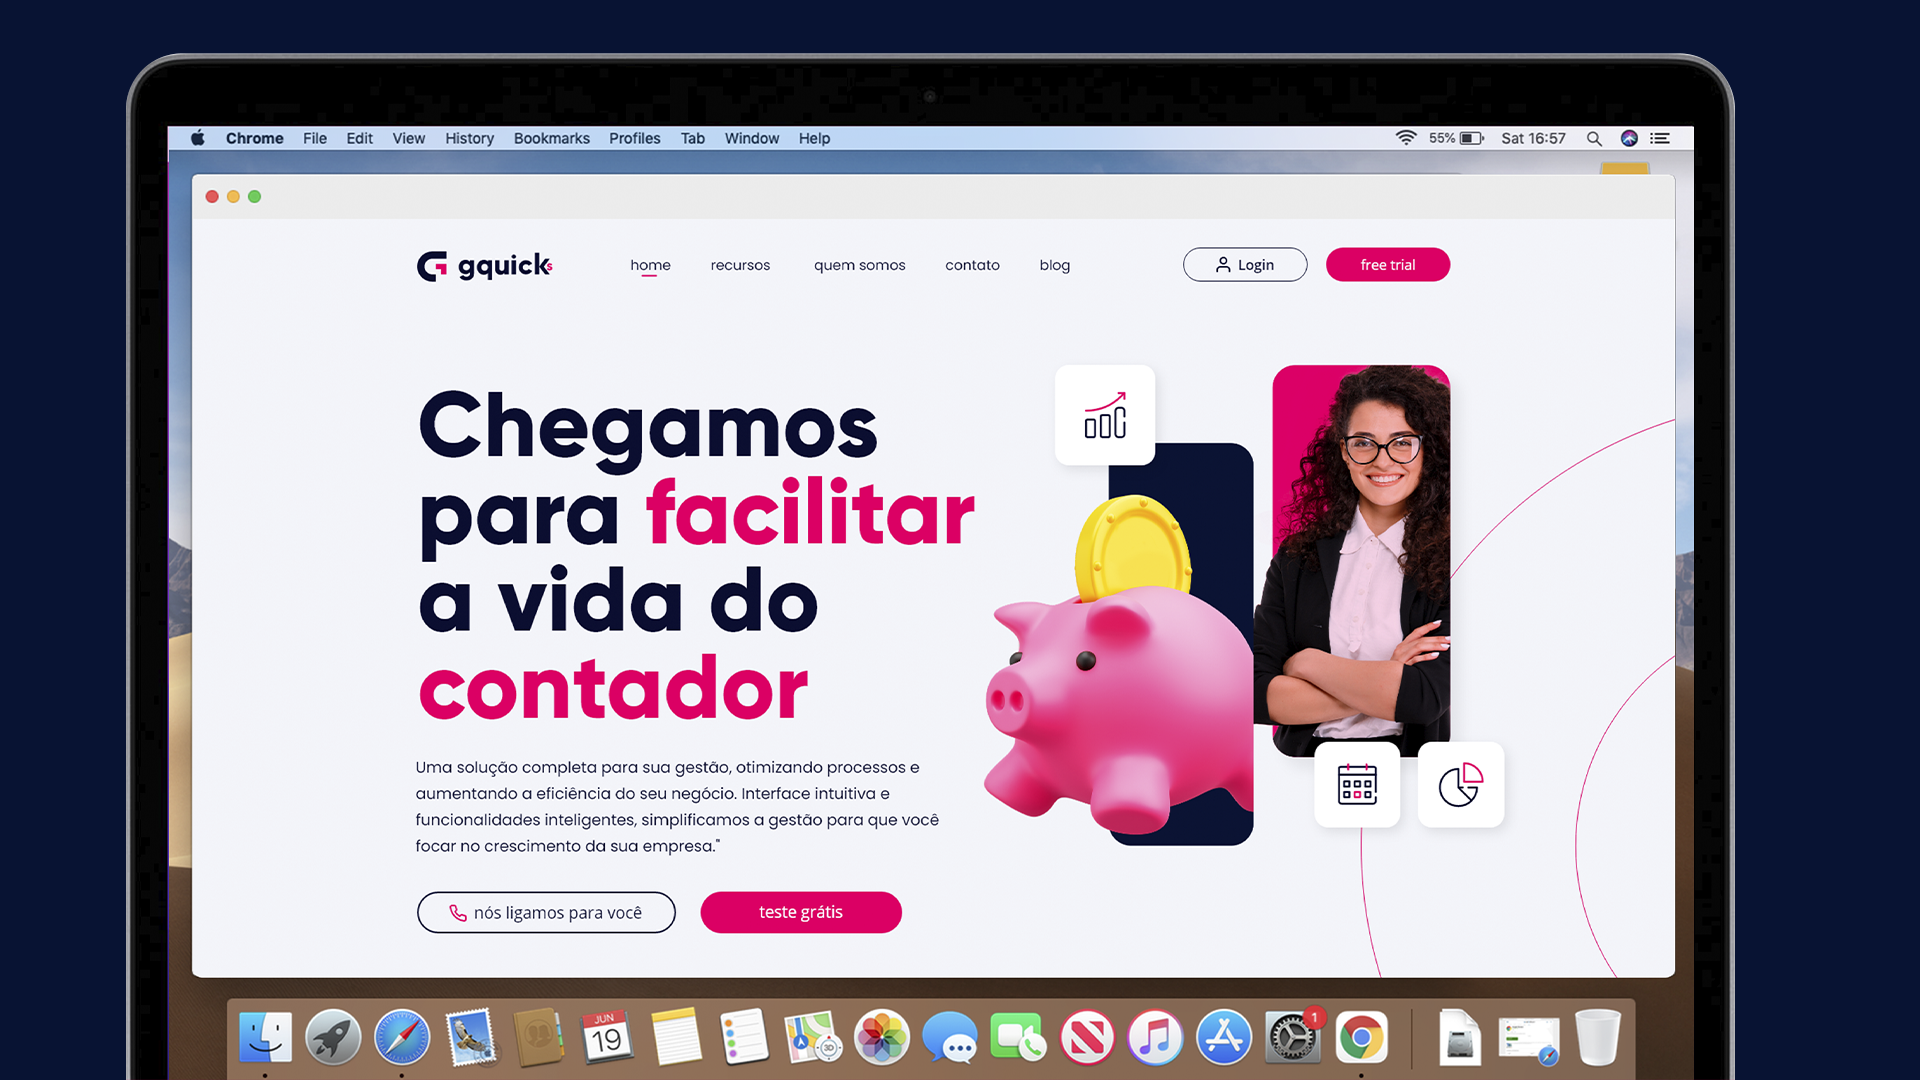 Chrome File Edit View History Bookmarks Profiles Tab Window Help 55% Sat 16:57
gquicks home recursos quem somos contato blog Login free trial
Chegamos
para facilitar
a vida do
contador
Uma solução completa para sua gestão, otimizando processos e
aumentando a eficiência do seu negócio. Interface intuitiva e
funcionalidades inteligentes, simplificamos a gestão para que você
focar no crescimento da sua empresa."
nós ligamos para você teste grátis
JUN
19
3D
1